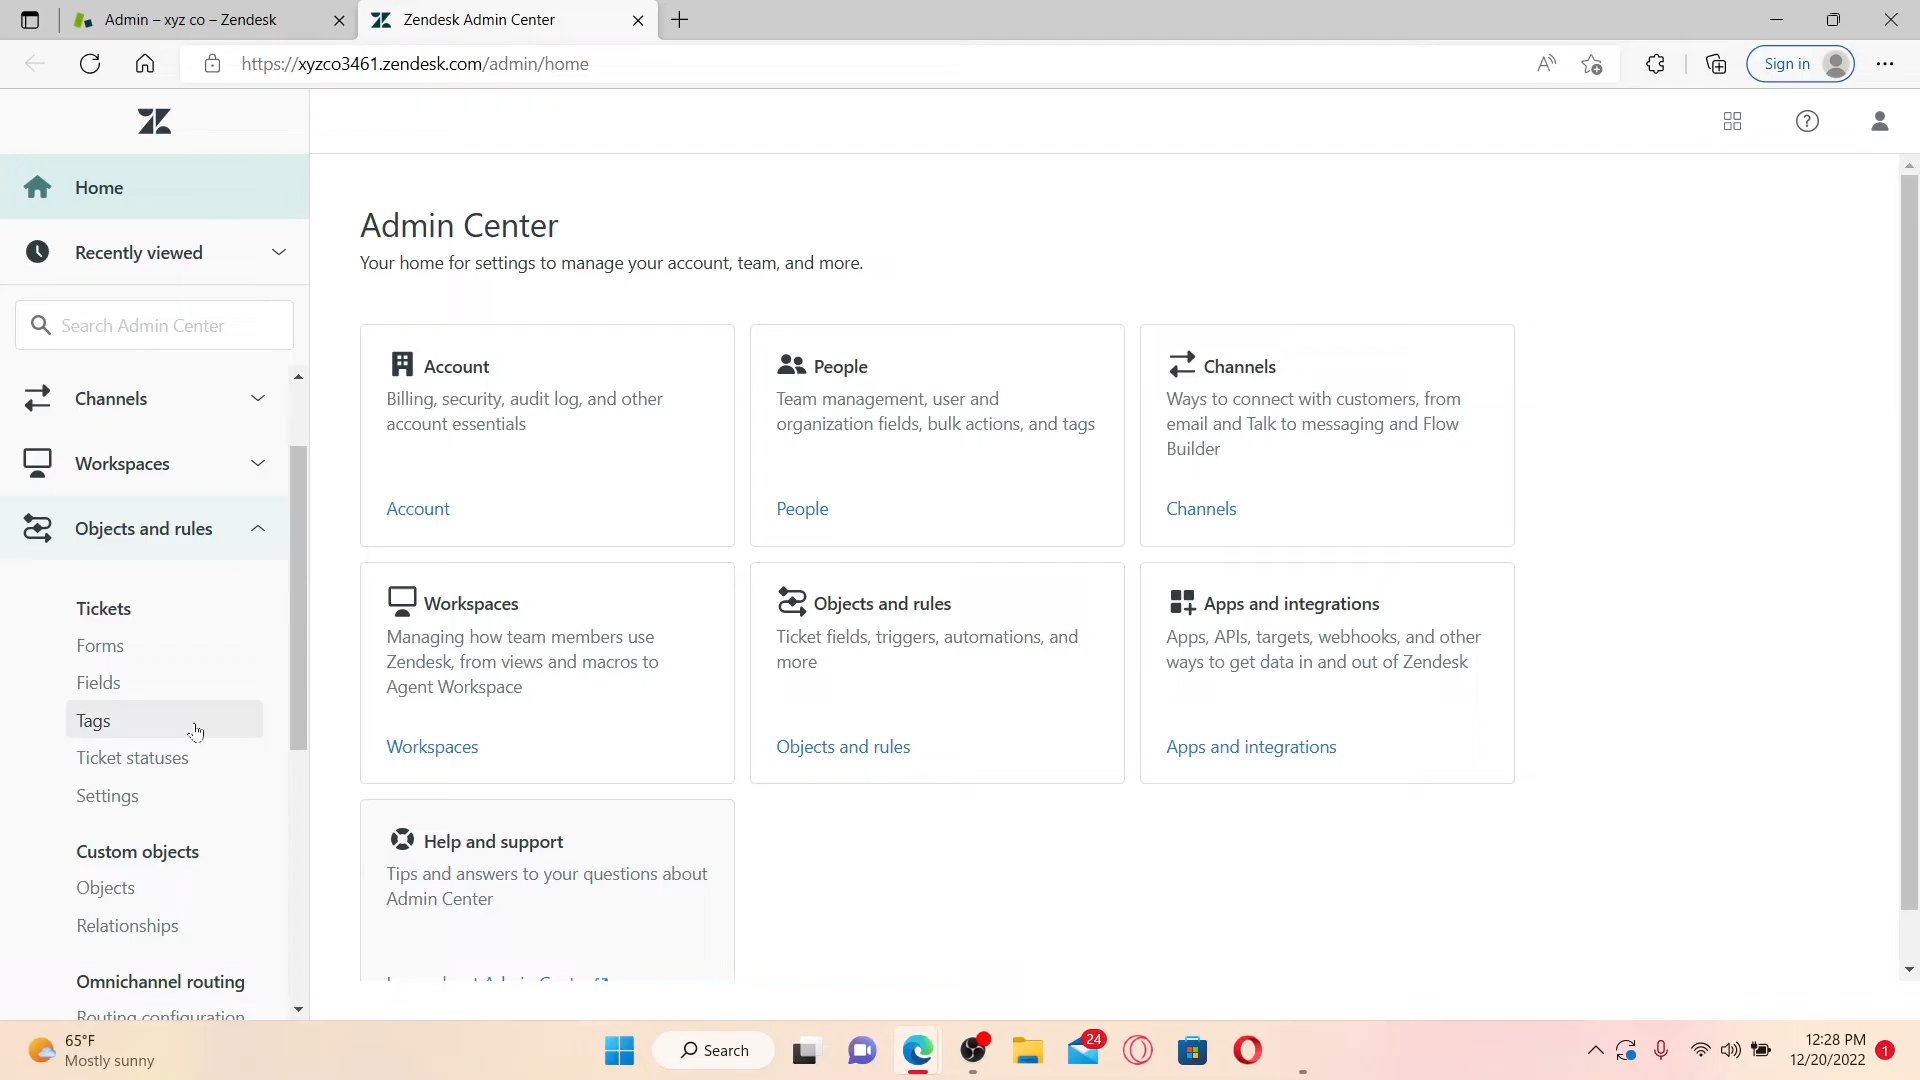 Admin – xyz co – Zendesk
Zendesk Admin Center
https://xyzco3461.zendesk.com/admin/home
Sign in
Home
Recently viewed
Search Admin Center
Channels
Workspaces
Objects and rules
Tickets
Forms
Fields
Tags
Ticket statuses
Settings
Custom objects
Objects
Relationships
Omnichannel routing
Routing configuration
Admin Center
Your home for settings to manage your account, team, and more.
Account
Billing, security, audit log, and other
account essentials
Account
People
Team management, user and
organization fields, bulk actions, and tags
People
Channels
Ways to connect with customers, from
email and Talk to messaging and Flow
Builder
Channels
Workspaces
Managing how team members use
Zendesk, from views and macros to
Agent Workspace
Workspaces
Objects and rules
Ticket fields, triggers, automations, and
more
Objects and rules
Apps and integrations
Apps, APIs, targets, webhooks, and other
ways to get data in and out of Zendesk
Apps and integrations
Help and support
Tips and answers to your questions about
Admin Center
65°F
Mostly sunny
Search
24
12:28 PM
12/20/2022
1